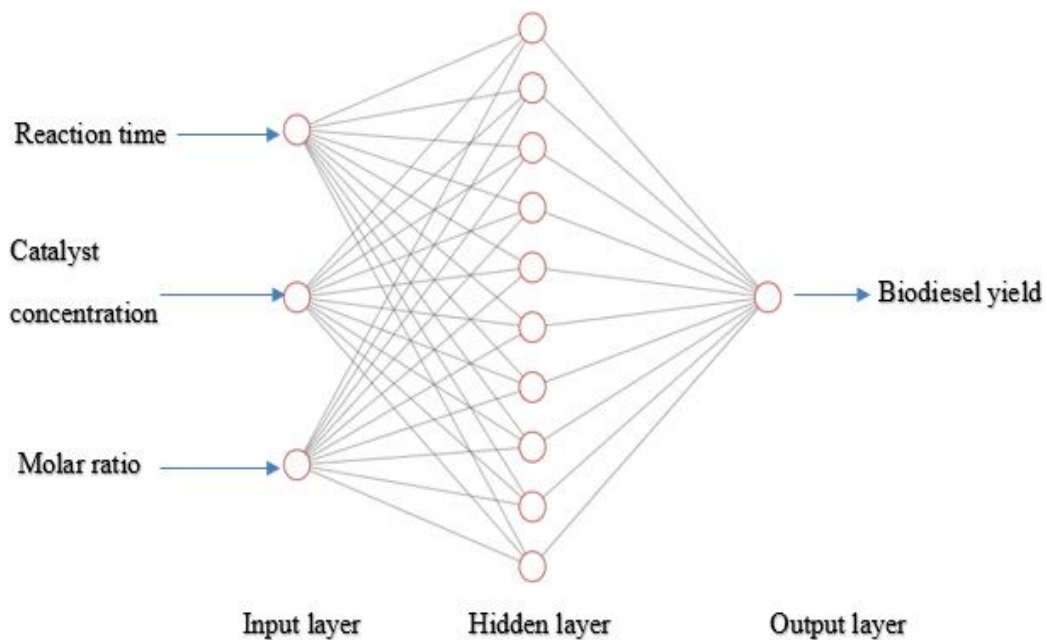 Reaction time
Catalyst
concentration
Molar ratio
Biodiesel yield
Input layer
Hidden layer
Output layer